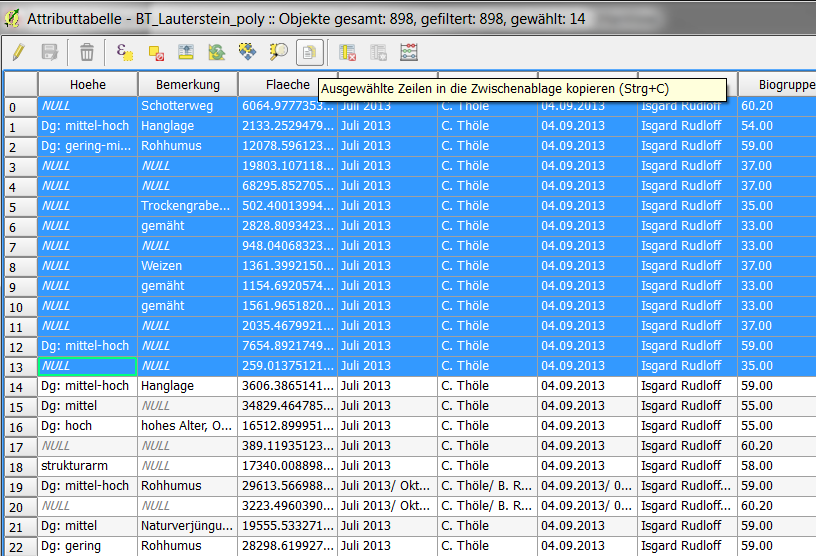 Attributtabelle - BT_Lauterstein_poly :: Objekte gesamt: 898, gefiltert: 898, gewählt: 14
Hoehe Bemerkung Flaeche Biogruppe
Ausgewählte Zeilen in die Zwischenablage kopieren (Strg+C)
0 NULL Schotterweg 6064.9777353... Juli 2013 C. Thöle 04.09.2013 Isgard Rudloff 60.20
1 Dg: mittel-hoch Hanglage 2133.2529479... Juli 2013 C. Thöle 04.09.2013 Isgard Rudloff 54.00
2 Dg: gering-mi... Rohhumus 12078.596123... Juli 2013 C. Thöle 04.09.2013 Isgard Rudloff 59.00
3 NULL NULL 19803.107118... Juli 2013 C. Thöle 04.09.2013 Isgard Rudloff 37.00
4 NULL NULL 68295.852705... Juli 2013 C. Thöle 04.09.2013 Isgard Rudloff 37.00
5 NULL Trockengrabe... 502.40013994... Juli 2013 C. Thöle 04.09.2013 Isgard Rudloff 35.00
6 NULL gemäht 2828.8093423... Juli 2013 C. Thöle 04.09.2013 Isgard Rudloff 33.00
7 NULL NULL 948.04068323... Juli 2013 C. Thöle 04.09.2013 Isgard Rudloff 33.00
8 NULL Weizen 1361.3992150... Juli 2013 C. Thöle 04.09.2013 Isgard Rudloff 37.00
9 NULL gemäht 1154.6920574... Juli 2013 C. Thöle 04.09.2013 Isgard Rudloff 33.00
10 NULL gemäht 1561.9651820... Juli 2013 C. Thöle 04.09.2013 Isgard Rudloff 33.00
11 NULL NULL 2035.4679921... Juli 2013 C. Thöle 04.09.2013 Isgard Rudloff 37.00
12 Dg: mittel-hoch NULL 7654.8921749... Juli 2013 C. Thöle 04.09.2013 Isgard Rudloff 59.00
13 NULL NULL 259.01375121... Juli 2013 C. Thöle 04.09.2013 Isgard Rudloff 35.00
14 Dg: mittel-hoch Hanglage 3606.3865141... Juli 2013 C. Thöle 04.09.2013 Isgard Rudloff 59.00
15 Dg: mittel NULL 34829.464785... Juli 2013 C. Thöle 04.09.2013 Isgard Rudloff 55.00
16 Dg: hoch hohes Alter, O... 16512.899951... Juli 2013 C. Thöle 04.09.2013 Isgard Rudloff 55.00
17 NULL NULL 389.11935123... Juli 2013 C. Thöle 04.09.2013 Isgard Rudloff 60.20
18 strukturarm NULL 17340.008898... Juli 2013 C. Thöle 04.09.2013 Isgard Rudloff 58.00
19 Dg: mittel-hoch Rohhumus 29613.566988... Juli 2013/ Okt... C. Thöle/ B. R... 04.09.2013/ 0... Isgard Rudloff... 59.00
20 NULL NULL 3223.4960390... Juli 2013/ Okt... C. Thöle/ B. R... 04.09.2013/ 0... Isgard Rudloff... 60.20
21 Dg: mittel Naturverjüngu... 19555.533271... Juli 2013 C. Thöle 04.09.2013 Isgard Rudloff 59.00
22 Dg: gering Rohhumus 28298.619927... Juli 2013 C. Thöle 04.09.2013 Isgard Rudloff 59.00